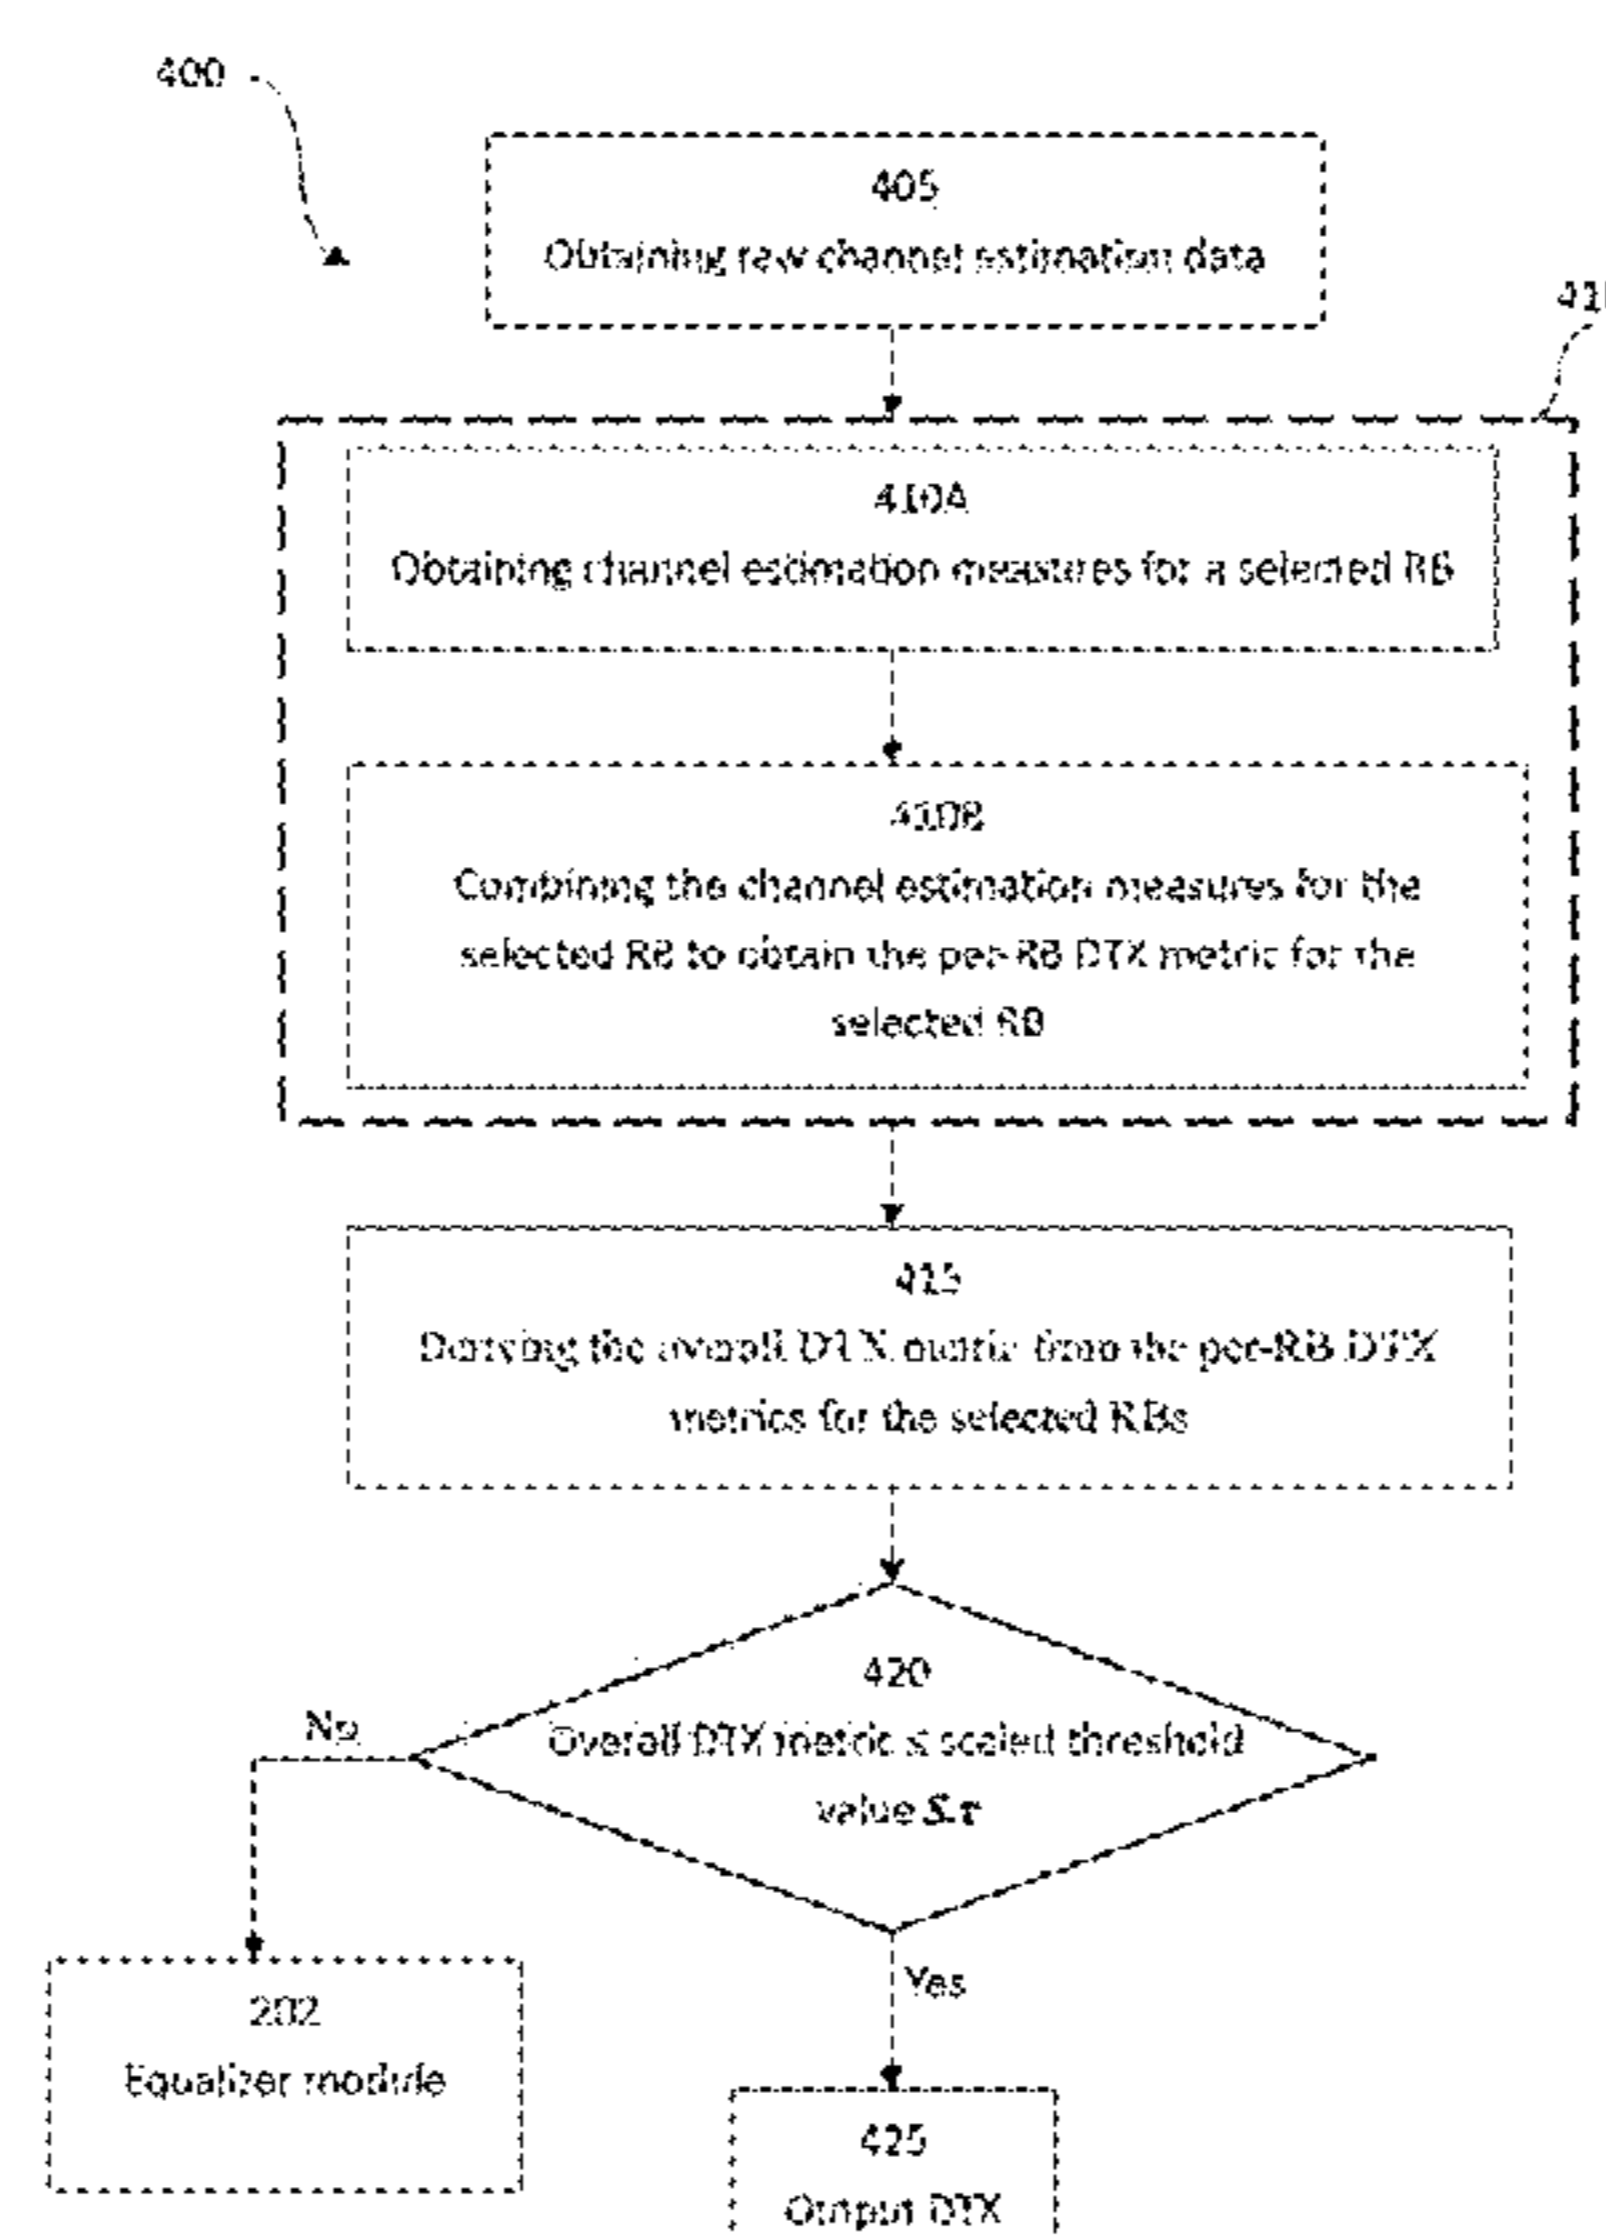 400
405
Obtaining raw channel estimation data
410A
Obtaining channel estimation measures for a selected RB
410B
Combining the channel estimation measures for the
selected RB to obtain the per-RB DTX metric for the
selected RB
415
Deriving the overall DTX metric from the per-RB DTX
metrics for the selected RBs
420
Overall DTX metric ≤ scaled threshold
value S.τ
No
Yes
202
Equalizer module
425
Output DTX